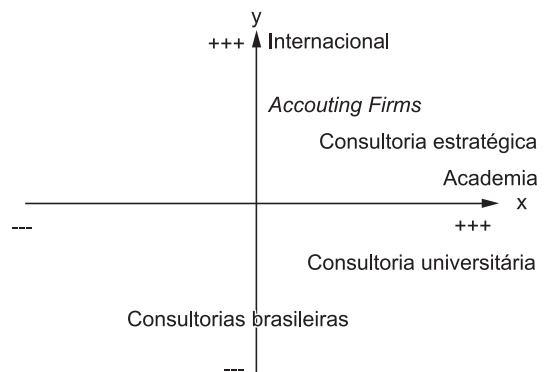 y
+++ Internacional
Accouting Firms
Consultoria estratégica
Academia
x
--- +++
Consultoria universitária
Consultorias brasileiras
---